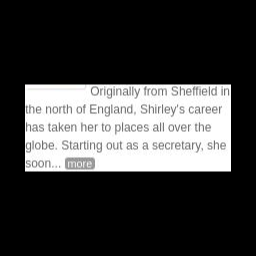 Originally from Sheffield in
the north of England, Shirley's career
has taken her to places all over the
globe. Starting out as a secretary, she
soon... more